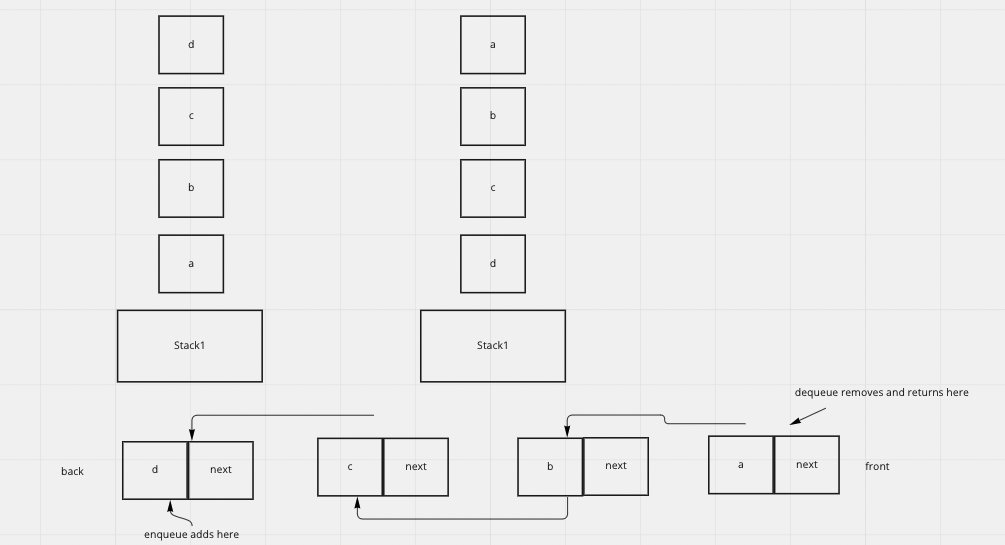 d
a
c
b
b
c
a
d
Stack1
Stack1
dequeue removes and returns here
back
d
next
c
next
b
next
a
next
front
enqueue adds here